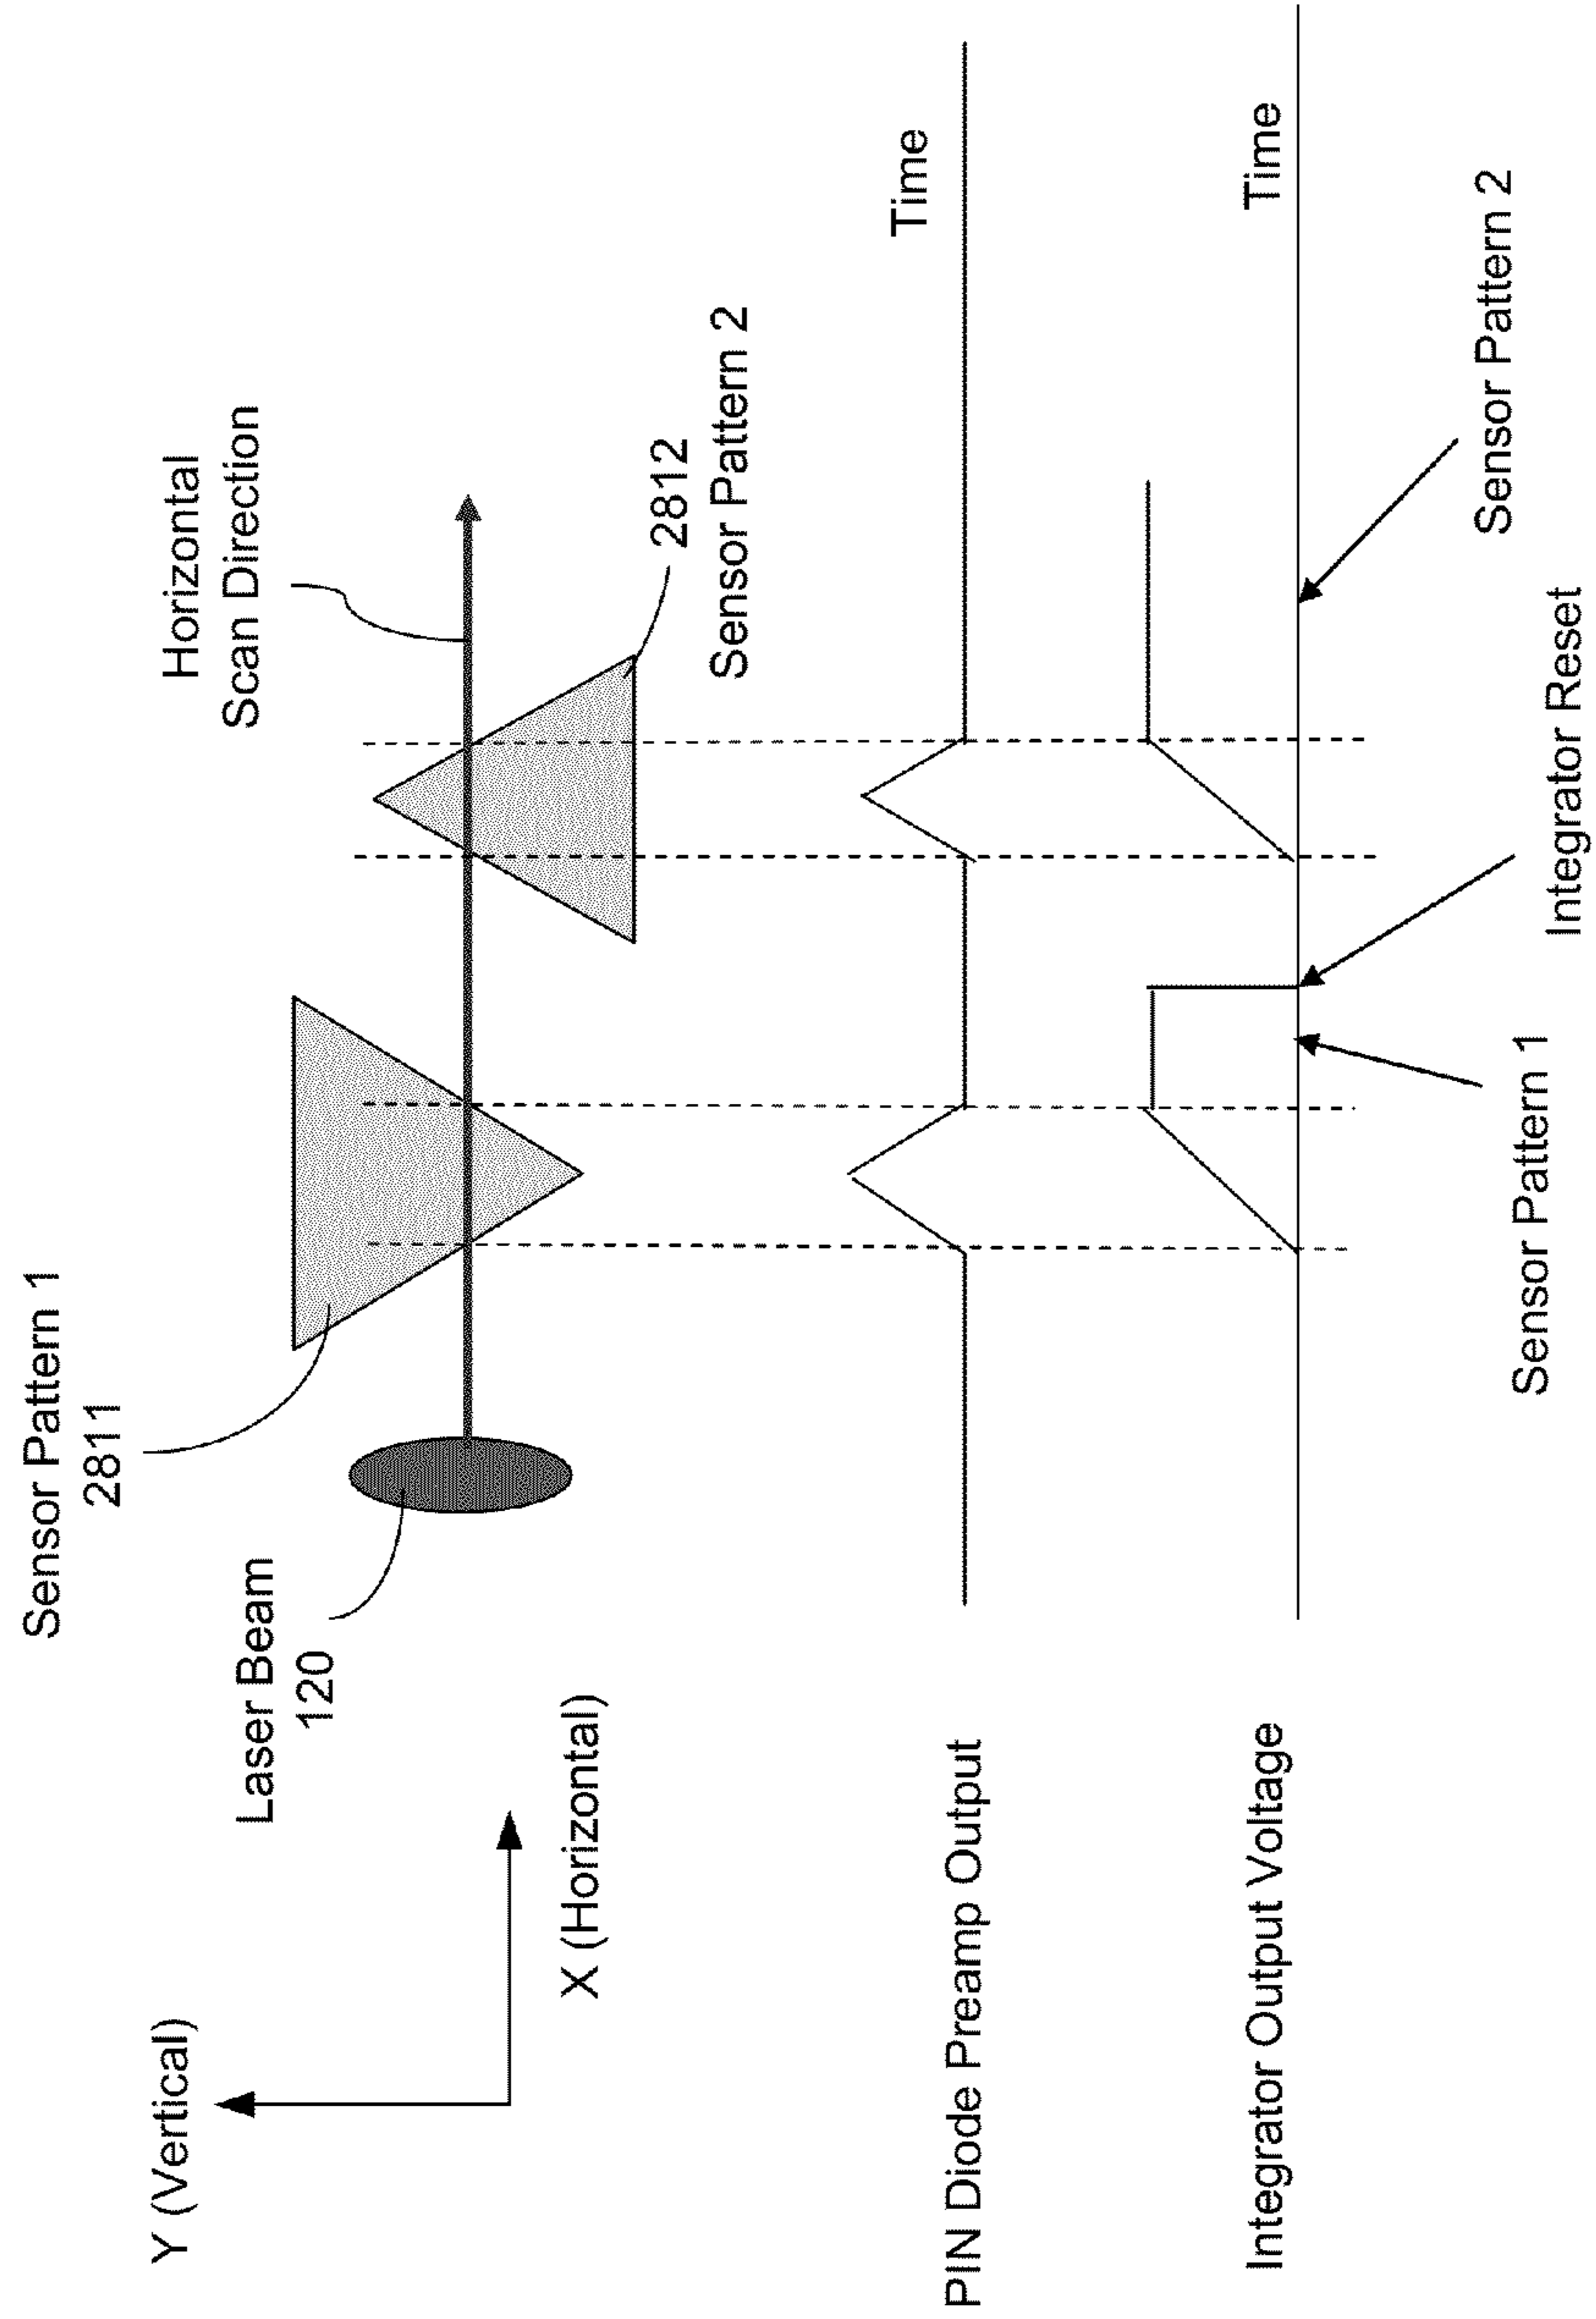 Sensor Pattern 1
2811
Laser Beam
120
Horizontal
Scan Direction
Y (Vertical)
X (Horizontal)
2812
Sensor Pattern 2
PIN Diode Preamp Output
Time
Integrator Output Voltage
Time
Sensor Pattern 1
Integrator Reset
Sensor Pattern 2